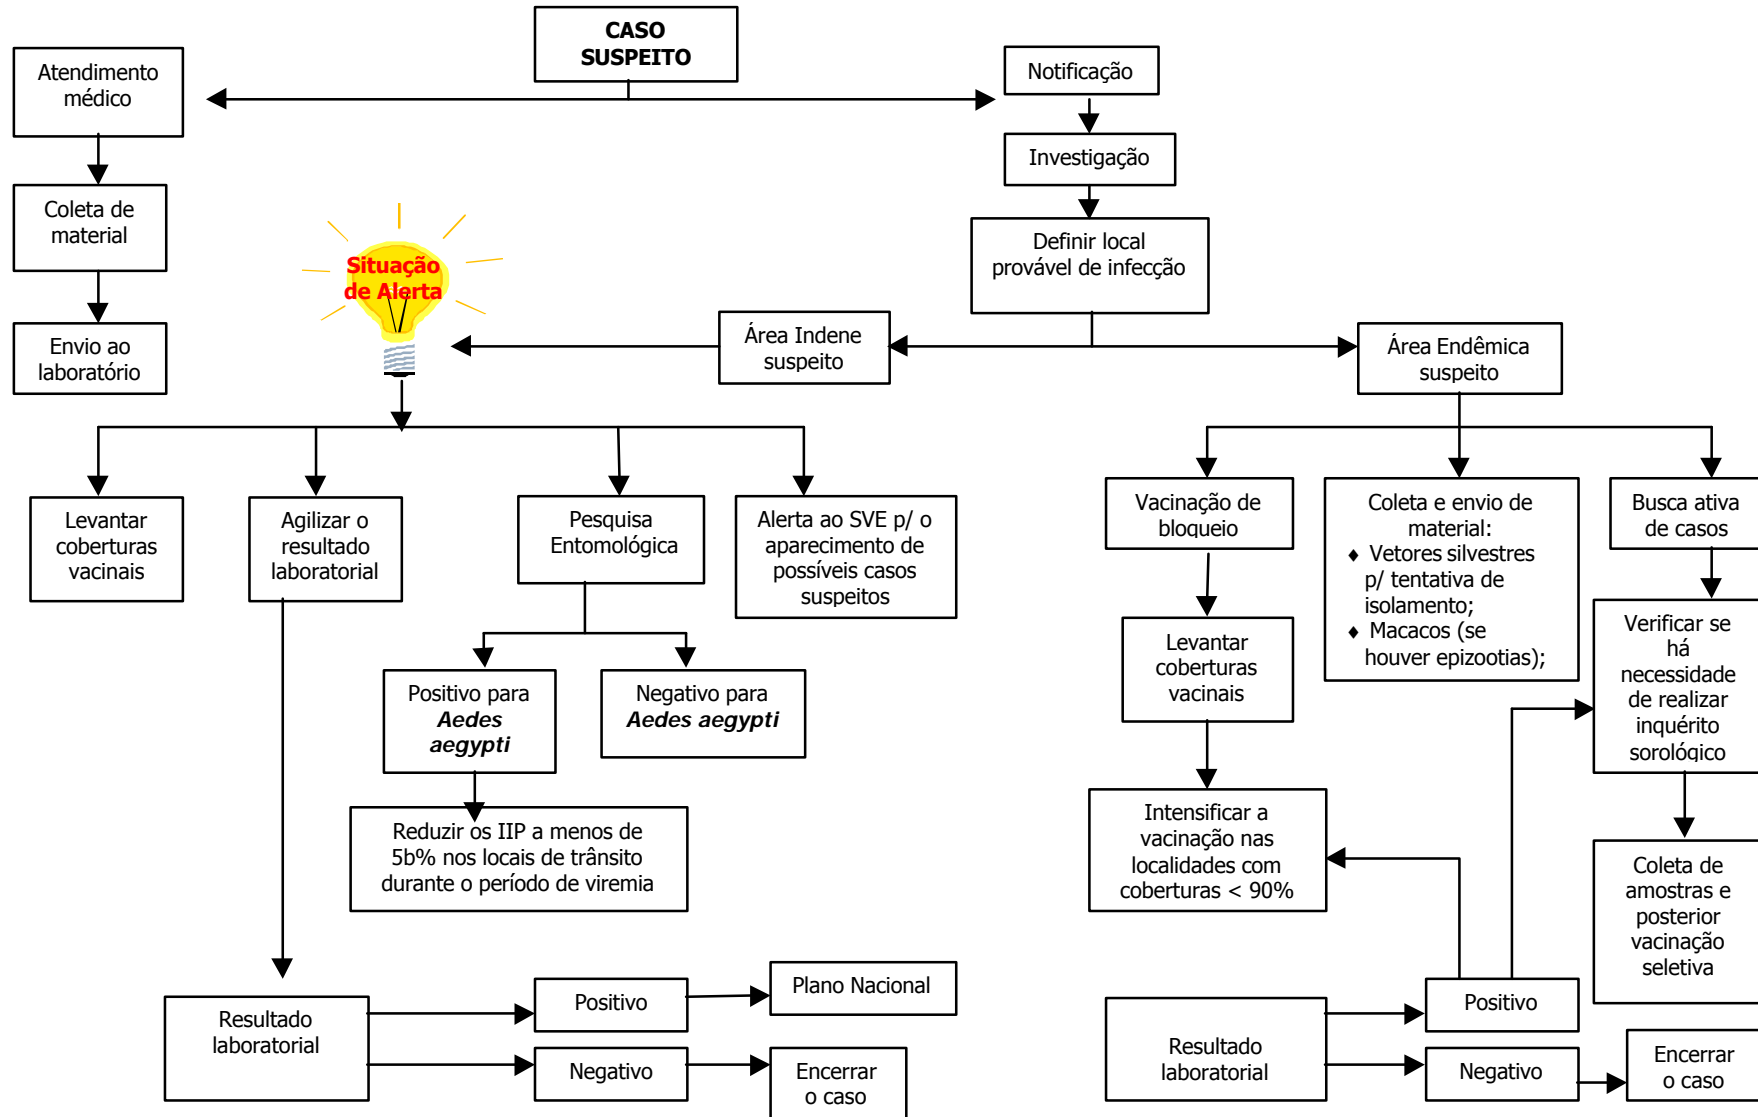 CASO
SUSPEITO
Atendimento
médico
Notificação
Investigação
Coleta de
material
Definir local
provável de infecção
Situação
de Alerta
Envio ao
laboratório
Área Indene
suspeito
Área Endêmica
suspeito
Levantar
coberturas
vacinais
Agilizar o
resultado
laboratorial
Pesquisa
Entomológica
Alerta ao SVE p/ o
aparecimento de
possíveis casos
suspeitos
Vacinação de
bloqueio
Coleta e envio de
material:
♦ Vetores silvestres
p/ tentativa de
isolamento;
♦ Macacos (se
houver epizootias);
Busca ativa
de casos
Positivo para
Aedes
aegypti
Negativo para
Aedes aegypti
Levantar
coberturas
vacinais
Verificar se
há
necessidade
de realizar
inquérito
sorológico
Reduzir os IIP a menos de
5b% nos locais de trânsito
durante o período de viremia
Intensificar a
vacinação nas
localidades com
coberturas < 90%
Coleta de
amostras e
posterior
vacinação
seletiva
Resultado
laboratorial
Positivo
Plano Nacional
Negativo
Encerrar
o caso
Resultado
laboratorial
Positivo
Negativo
Encerrar
o caso